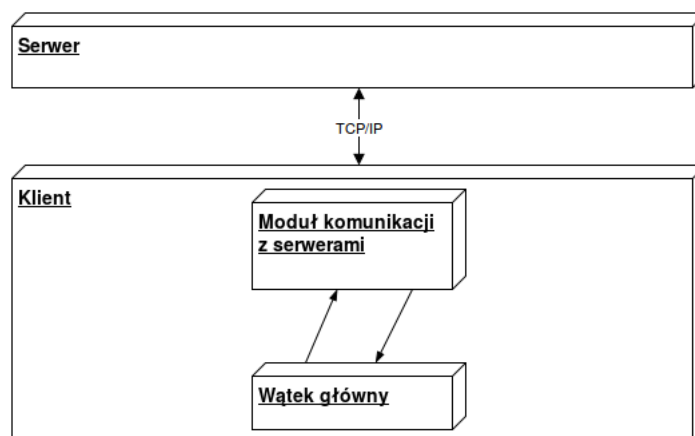 Serwer
TCP/IP
Klient
Moduł komunikacji
z serwerami
Wątek główny